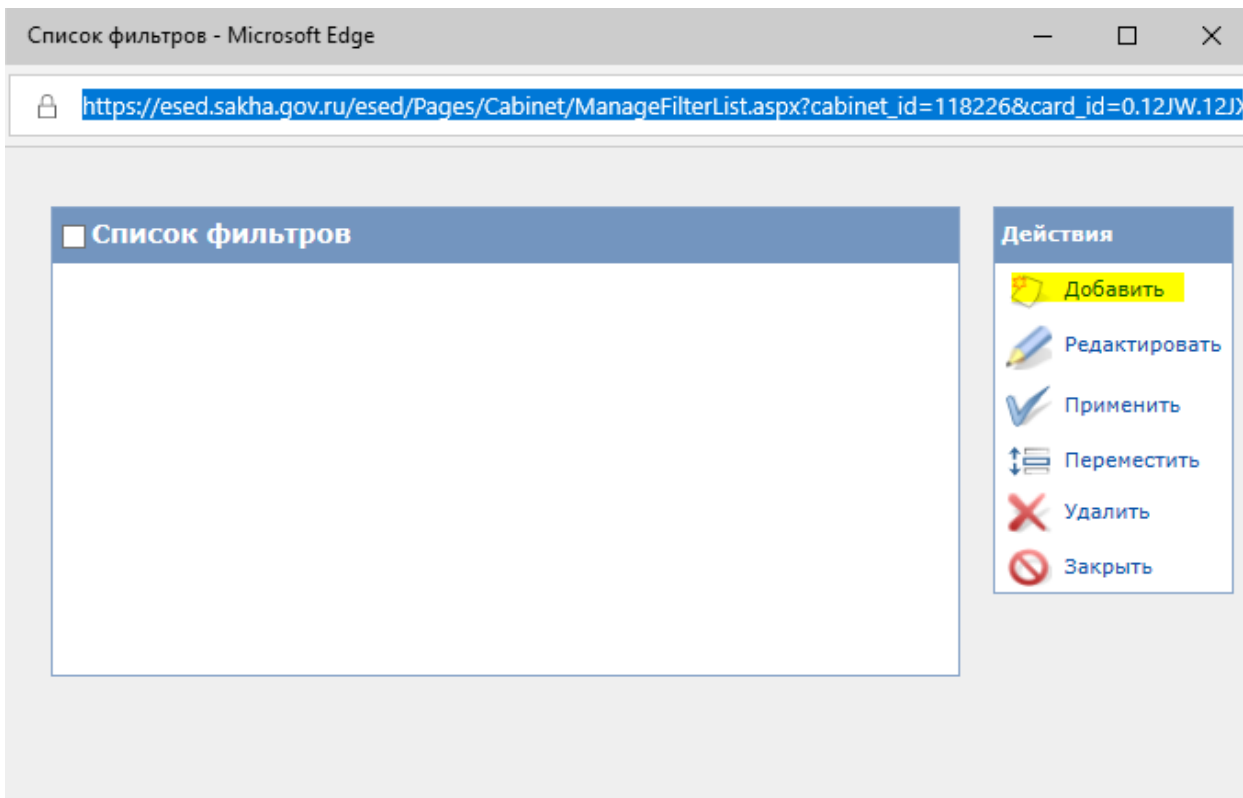 Список фильтров - Microsoft Edge
https://esed.sakha.gov.ru/esed/Pages/Cabinet/ManageFilterList.aspx?cabinet_id=118226&card_id=0.12JW.12JX
Список фильтров
Действия
Добавить
Редактировать
Применить
Переместить
Удалить
Закрыть